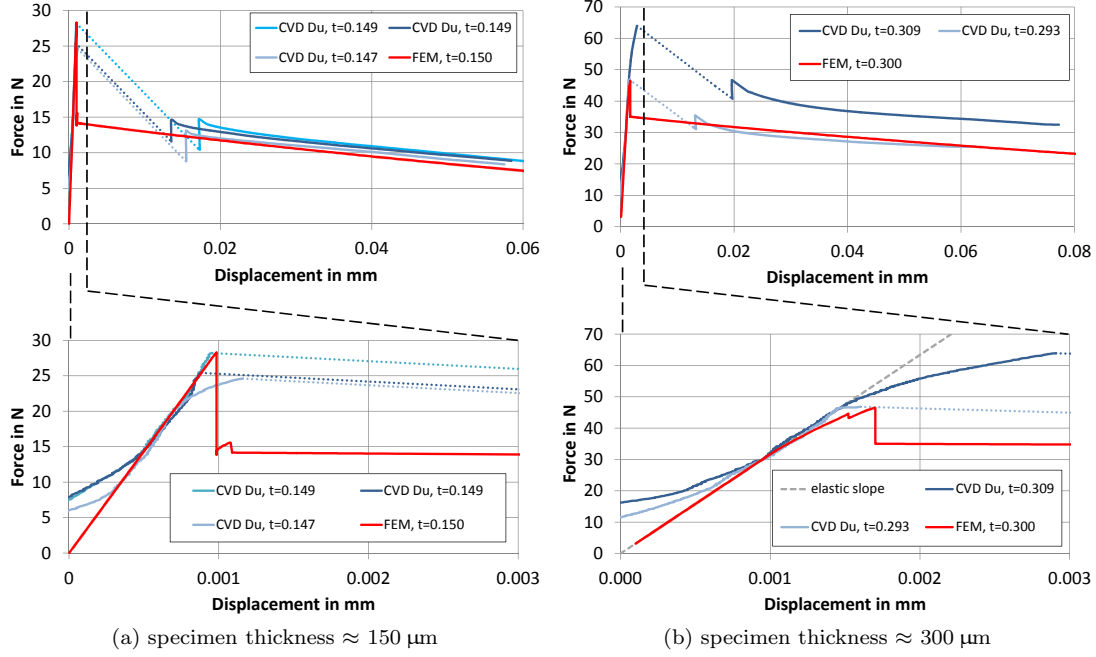 30
25
20
15
10
5
0
Force in N
CVD Du, t=0.149
CVD Du, t=0.149
CVD Du, t=0.147
FEM, t=0.150
0
0.02
0.04
0.06
Displacement in mm
70
60
50
40
30
20
10
0
Force in N
CVD Du, t=0.309
CVD Du, t=0.293
FEM, t=0.300
0
0.02
0.04
0.06
0.08
Displacement in mm
30
25
20
15
10
5
0
Force in N
CVD Du, t=0.149
CVD Du, t=0.149
CVD Du, t=0.147
FEM, t=0.150
0
0.001
0.002
0.003
Displacement in mm
(a) specimen thickness ≈ 150 μm
70
60
50
40
30
20
10
0
Force in N
elastic slope
CVD Du, t=0.309
CVD Du, t=0.293
FEM, t=0.300
0.000
0.001
0.002
0.003
Displacement in mm
(b) specimen thickness ≈ 300 μm